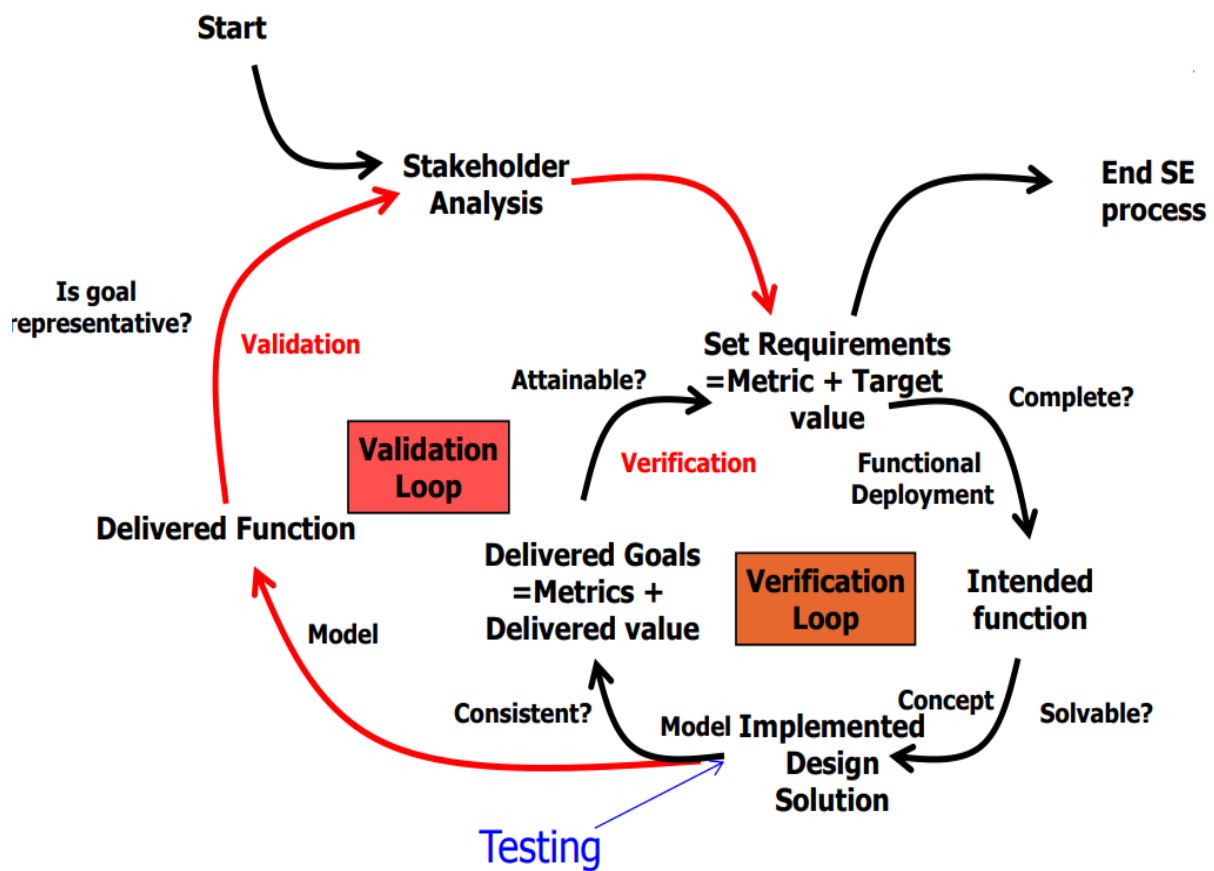 Start
Stakeholder
Analysis
End SE
process
Is goal
representative?
Validation
Set Requirements
=Metric + Target
value
Attainable?
Complete?
Validation
Loop
Verification
Functional
Deployment
Delivered Function
Delivered Goals
=Metrics +
Delivered value
Verification
Loop
Intended
function
Model
Consistent?
Model
Concept
Solvable?
Implemented
Design
Solution
Testing